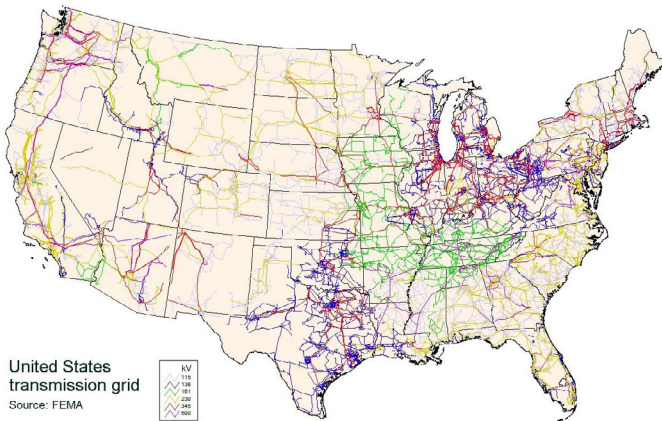 United States
transmission grid
Source: FEMA
kV
115
138
161
230
345
500